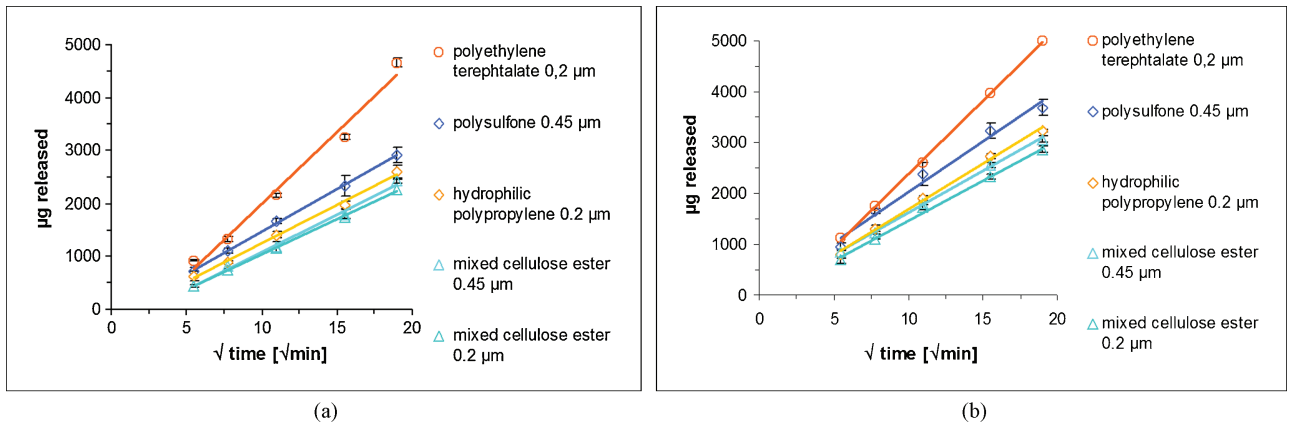 5000
4000
3000
2000
1000
0
0
5
10
15
20
µg released
√ time [√min]
polyethylene
terephtalate 0,2 µm
polysulfone 0.45 µm
hydrophilic
polypropylene 0.2 µm
mixed cellulose ester
0.45 µm
mixed cellulose ester
0.2 µm
(a)
5000
4000
3000
2000
1000
0
0
5
10
15
20
µg released
√ time [√min]
polyethylene
terephtalate 0,2 µm
polysulfone 0.45 µm
hydrophilic
polypropylene 0.2 µm
mixed cellulose ester
0.45 µm
mixed cellulose ester
0.2 µm
(b)